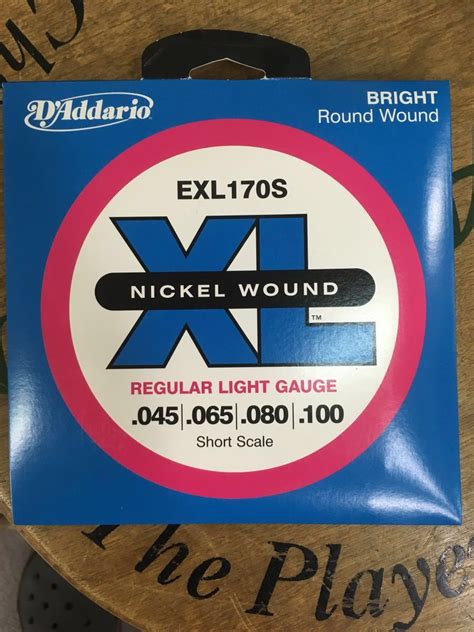 D'Addario
BRIGHT
Round Wound
EXL170S
XL
NICKEL WOUND
™
REGULAR LIGHT GAUGE
.045|.065|.080|.100
Short Scale
The Playe